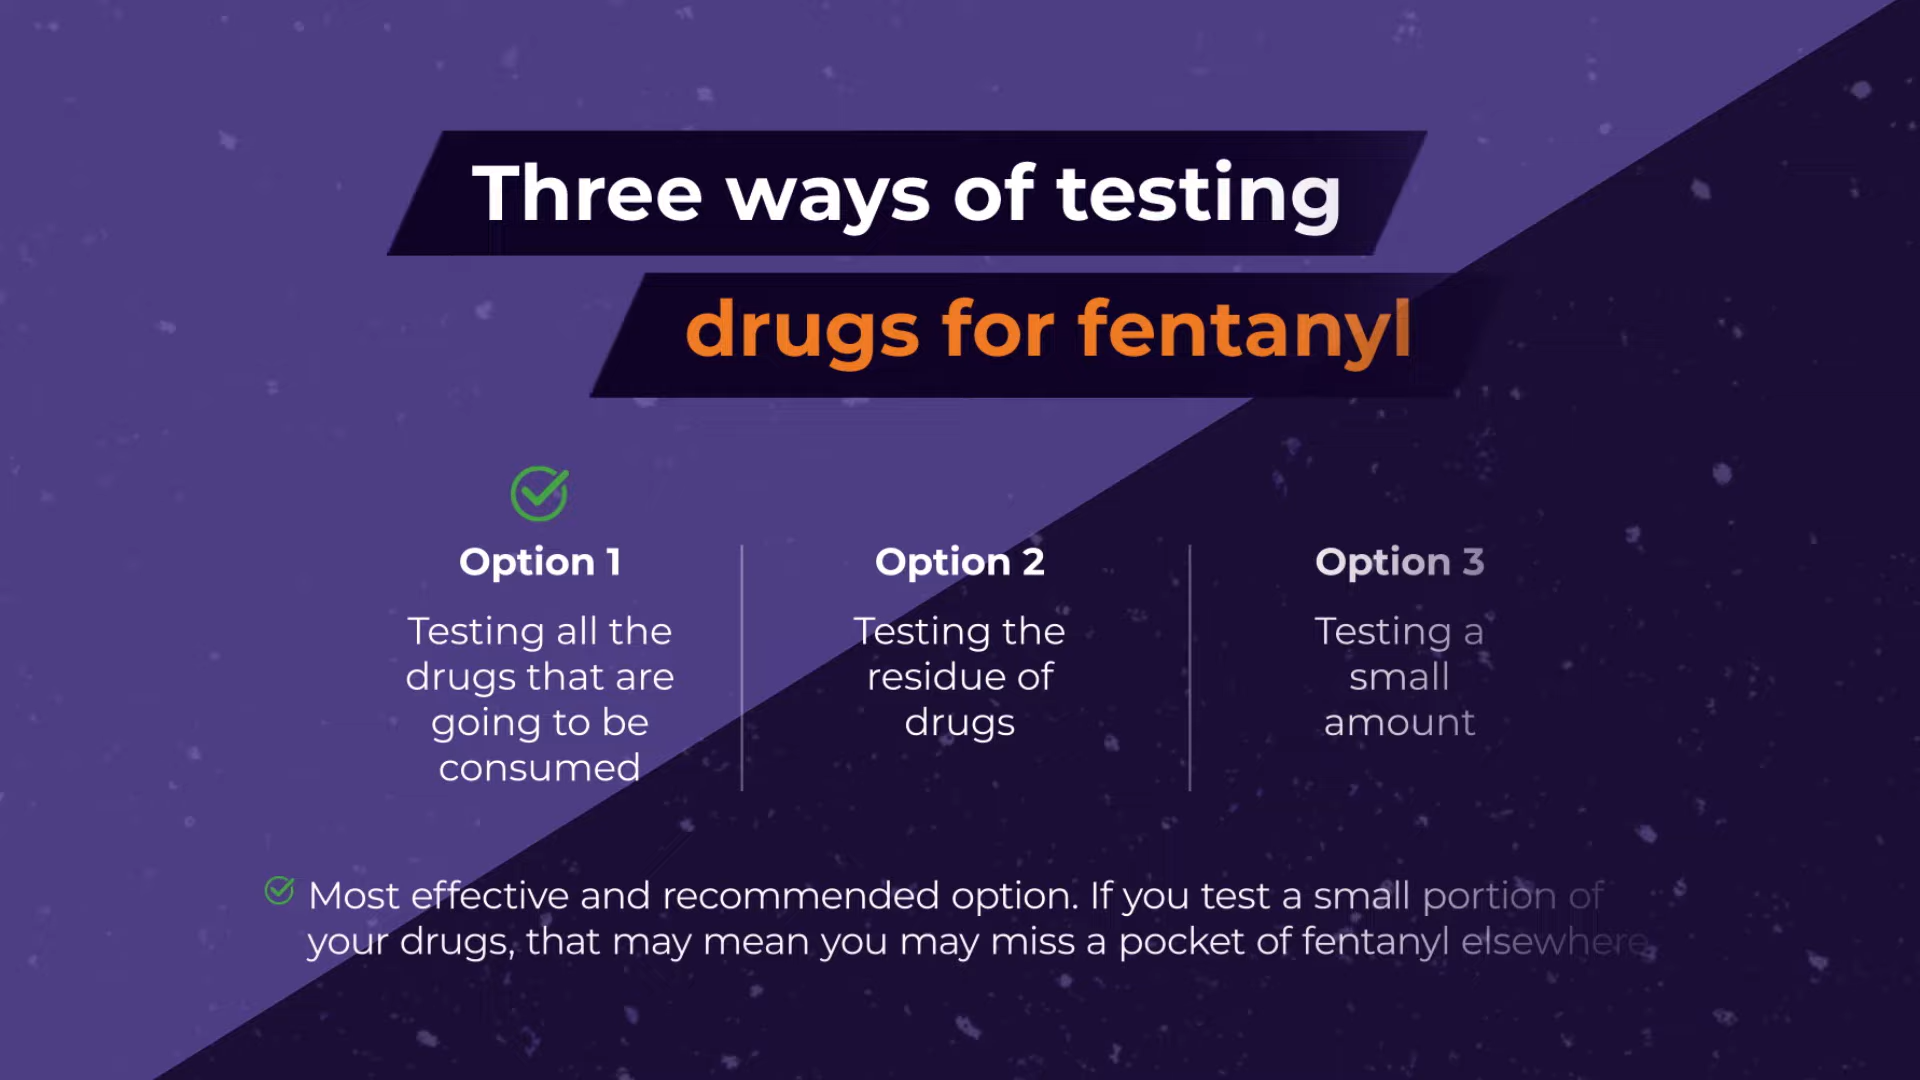 Three ways of testing
drugs for fentanyl
Option 1
Testing all the
drugs that are
going to be
consumed
Option 2
Testing the
residue of
drugs
Option 3
Testing a
small
amount
Most effective and recommended option. If you test a small portion of
your drugs, that may mean you may miss a pocket of fentanyl elsewhere.